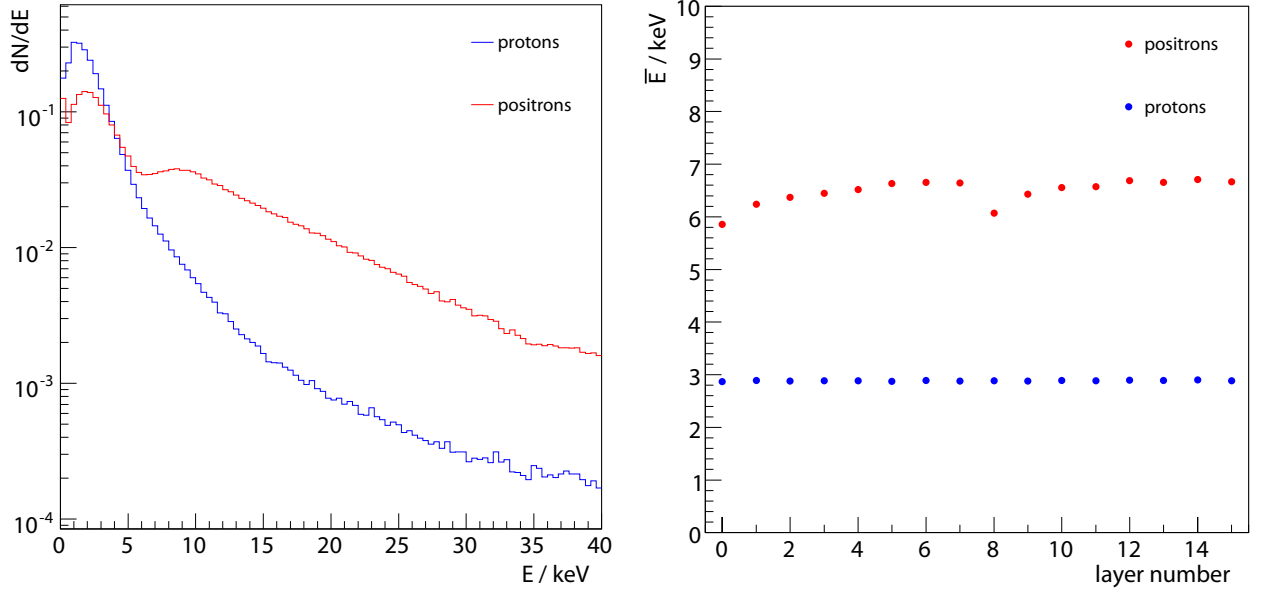 dN/dE
protons
positrons
10⁻¹
10⁻²
10⁻³
10⁻⁴
0 5 10 15 20 25 30 35 40
E / keV
E̅ / keV
positrons
protons
10
9
8
7
6
5
4
3
2
1
0
0 2 4 6 8 10 12 14
layer number